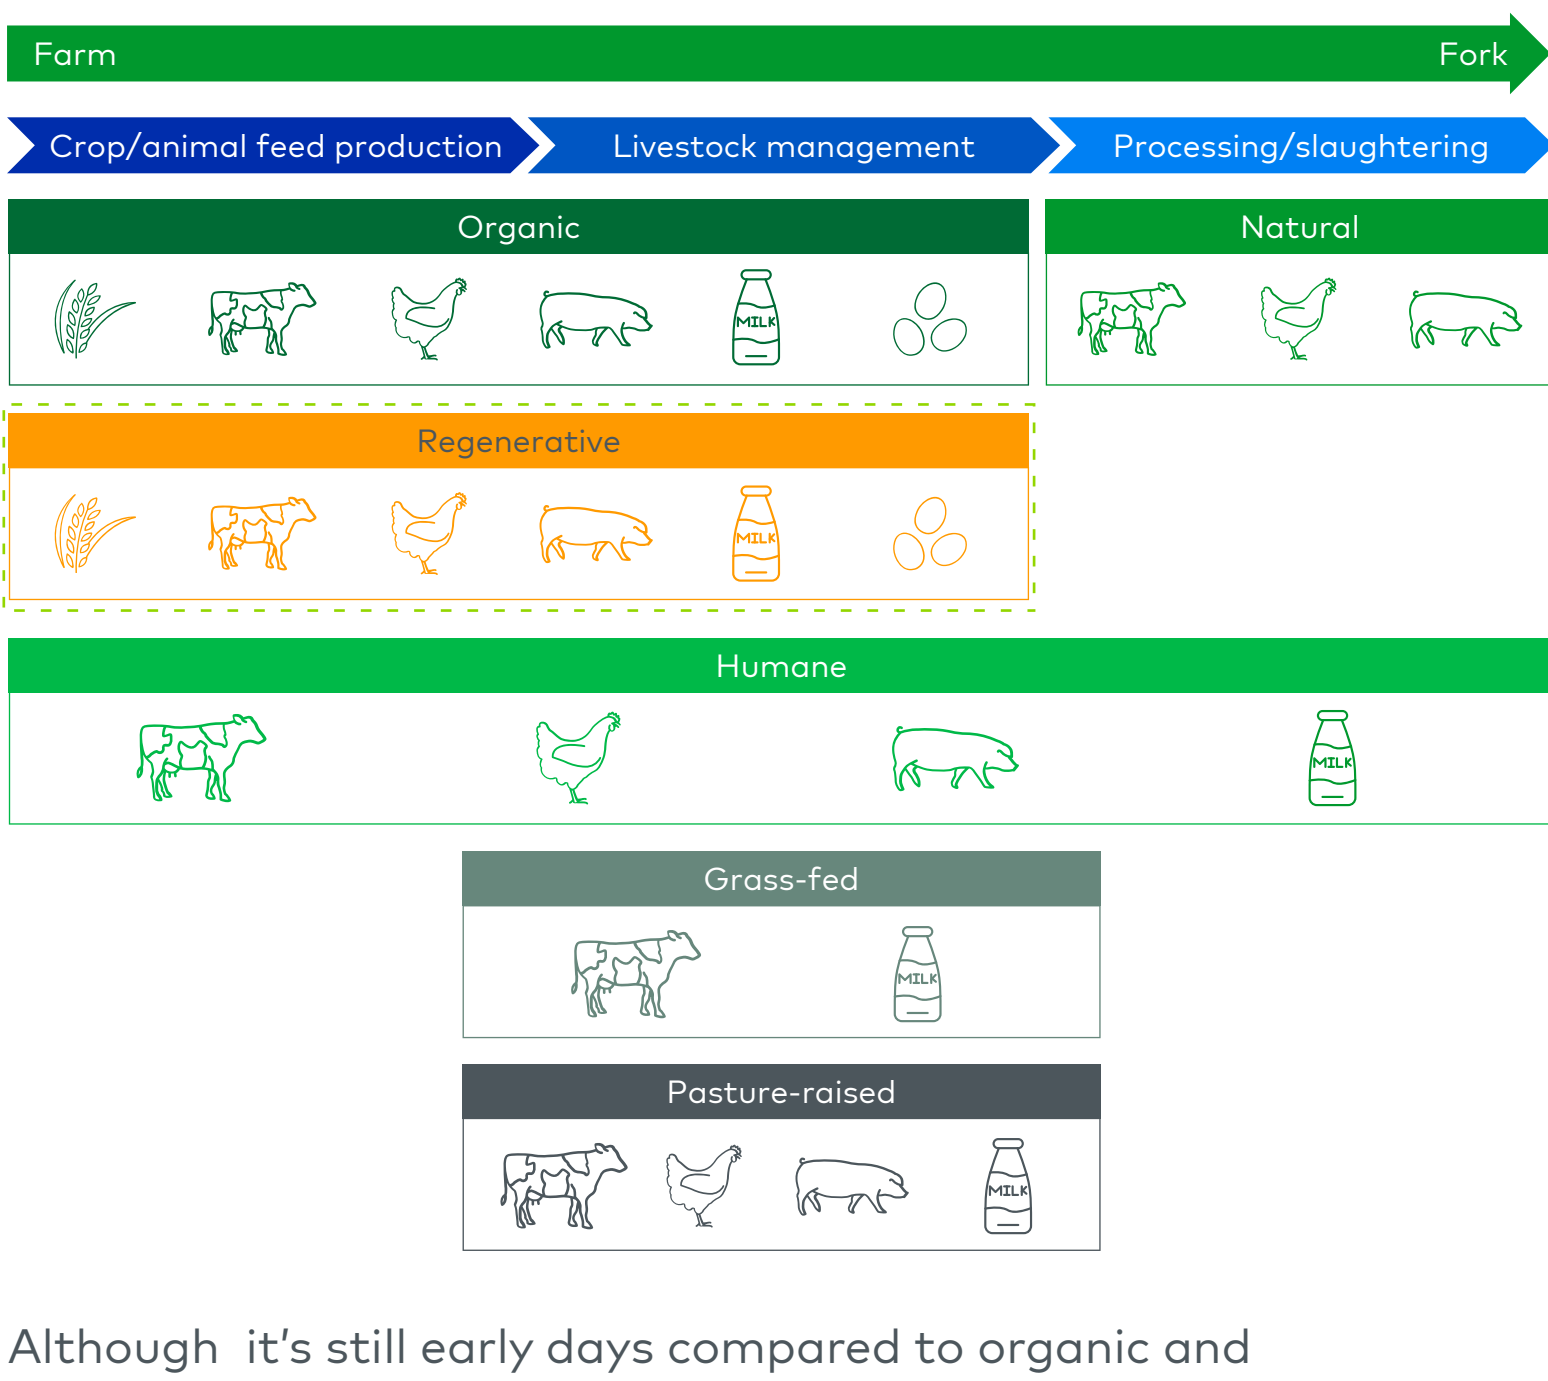 Farm Fork
Crop/animal feed production Livestock management Processing/slaughtering
Organic Natural
MILK
Regenerative
MILK
Humane
MILK
Grass-fed
MILK
Pasture-raised
MILK
Although it's still early days compared to organic and